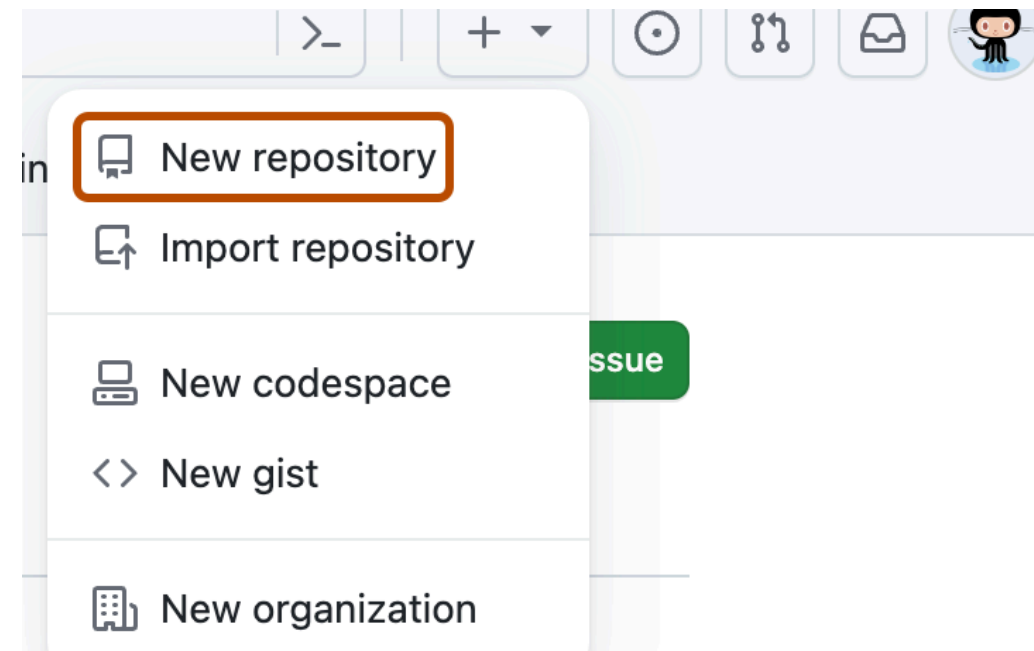 New repository
in
Import repository
ssue
New codespace
New gist
New organization